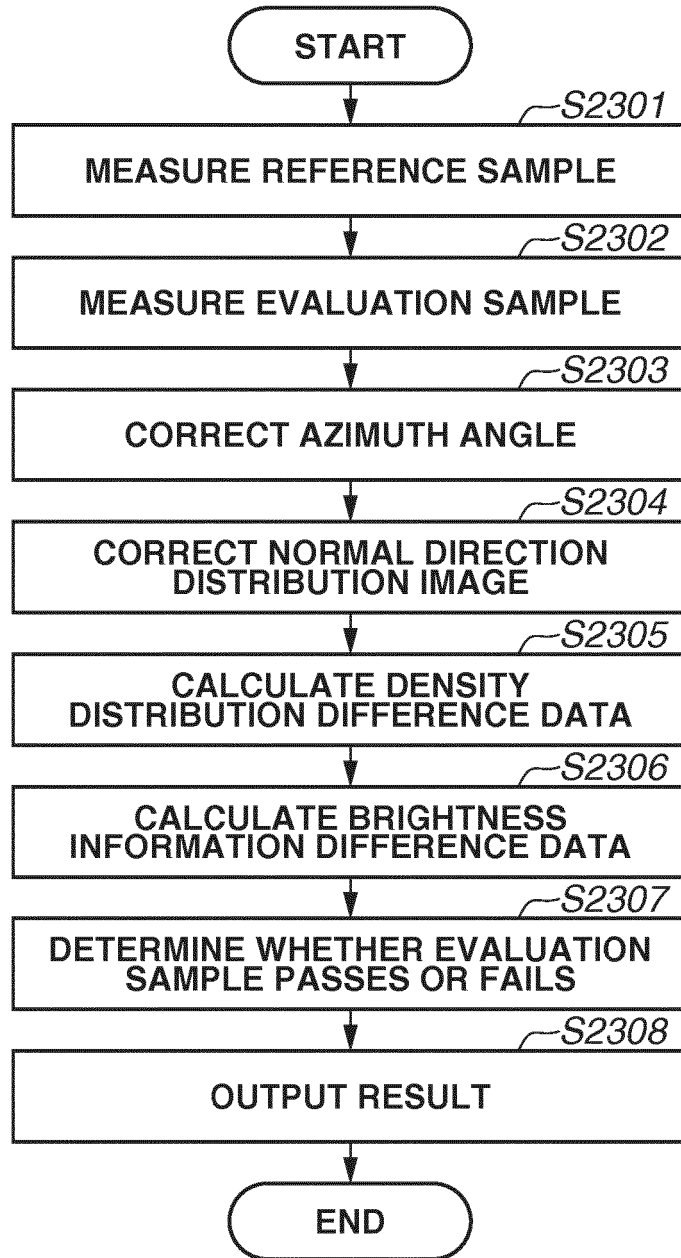 START
S2301
MEASURE REFERENCE SAMPLE
S2302
MEASURE EVALUATION SAMPLE
S2303
CORRECT AZIMUTH ANGLE
S2304
CORRECT NORMAL DIRECTION
DISTRIBUTION IMAGE
S2305
CALCULATE DENSITY
DISTRIBUTION DIFFERENCE DATA
S2306
CALCULATE BRIGHTNESS
INFORMATION DIFFERENCE DATA
S2307
DETERMINE WHETHER EVALUATION
SAMPLE PASSES OR FAILS
S2308
OUTPUT RESULT
END